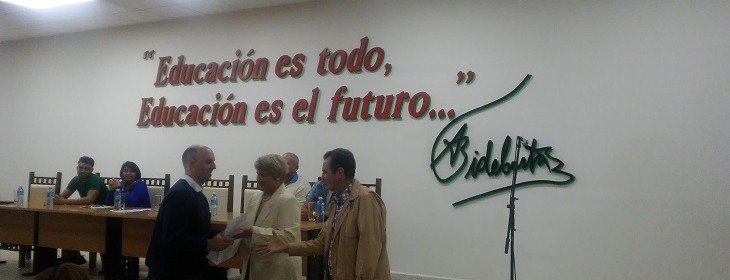 “Educación es todo,
Educación es el futuro...”